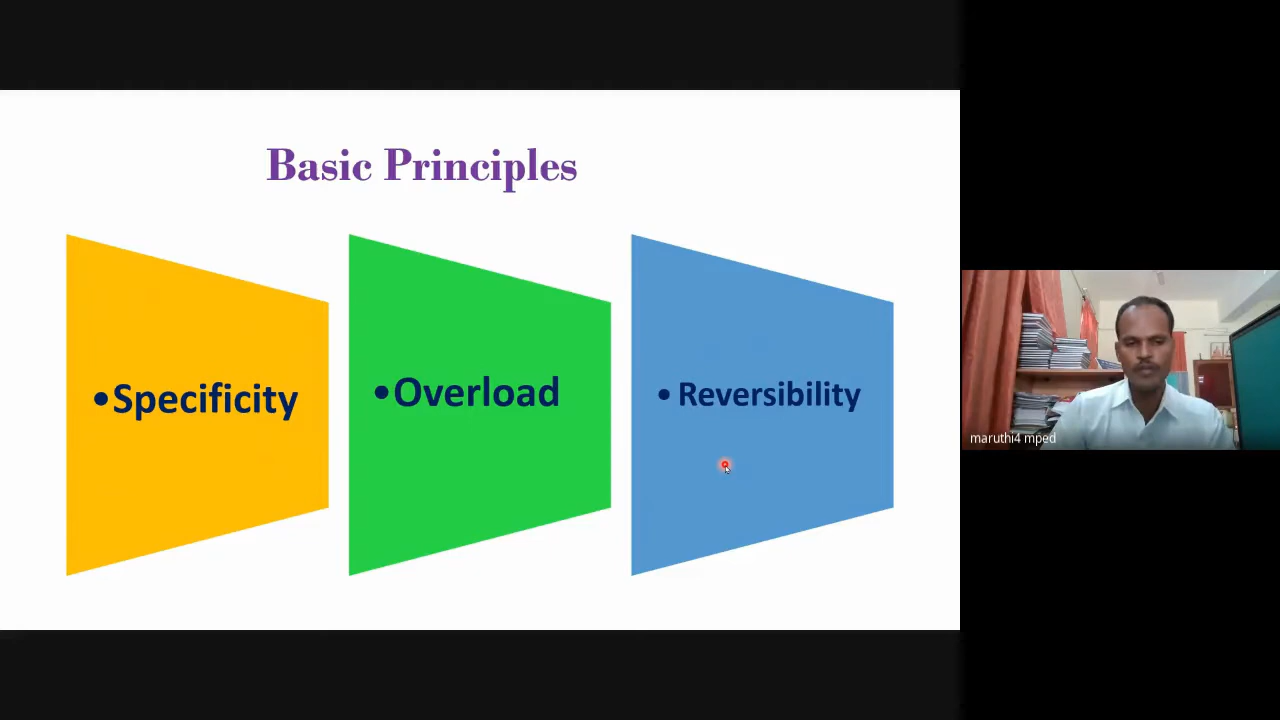 Basic Principles
•Specificity
•Overload
• Reversibility
maruthi4 mped